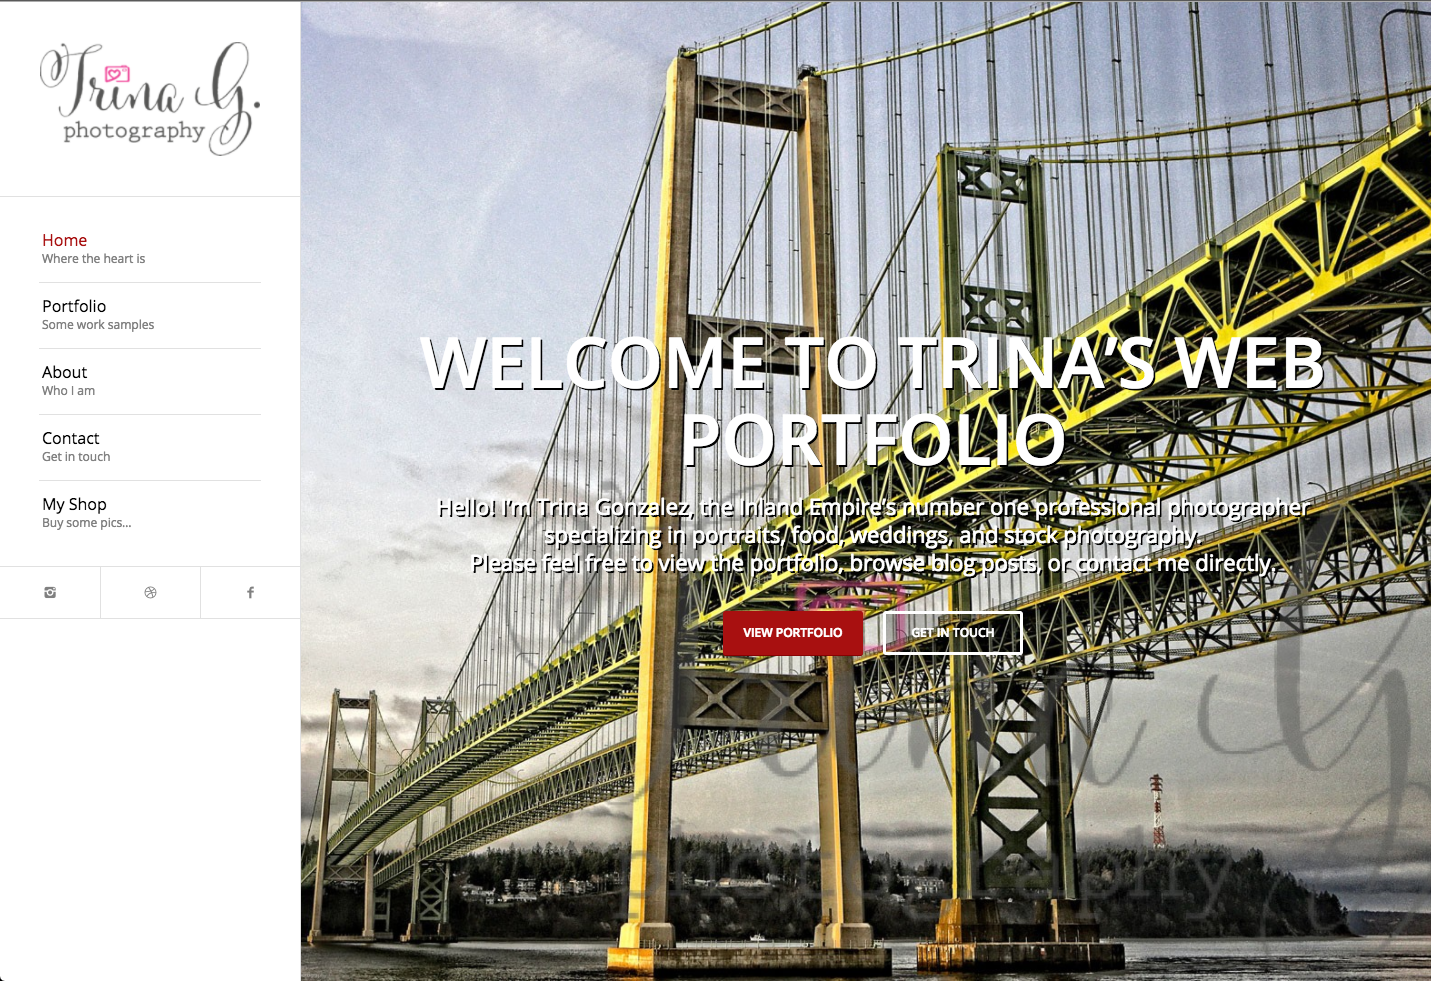 Trina G.
photography
Home
Where the heart is
Portfolio
Some work samples
About
Who I am
Contact
Get in touch
My Shop
Buy some pics...
WELCOME TO TRINA'S WEB
PORTFOLIO
Hello! I'm Trina Gonzalez, the Inland Empire's number one professional photographer
specializing in portraits, food, weddings, and stock photography.
Please feel free to view the portfolio, browse blog posts, or contact me directly.
VIEW PORTFOLIO
GET IN TOUCH
Trina G.
photography